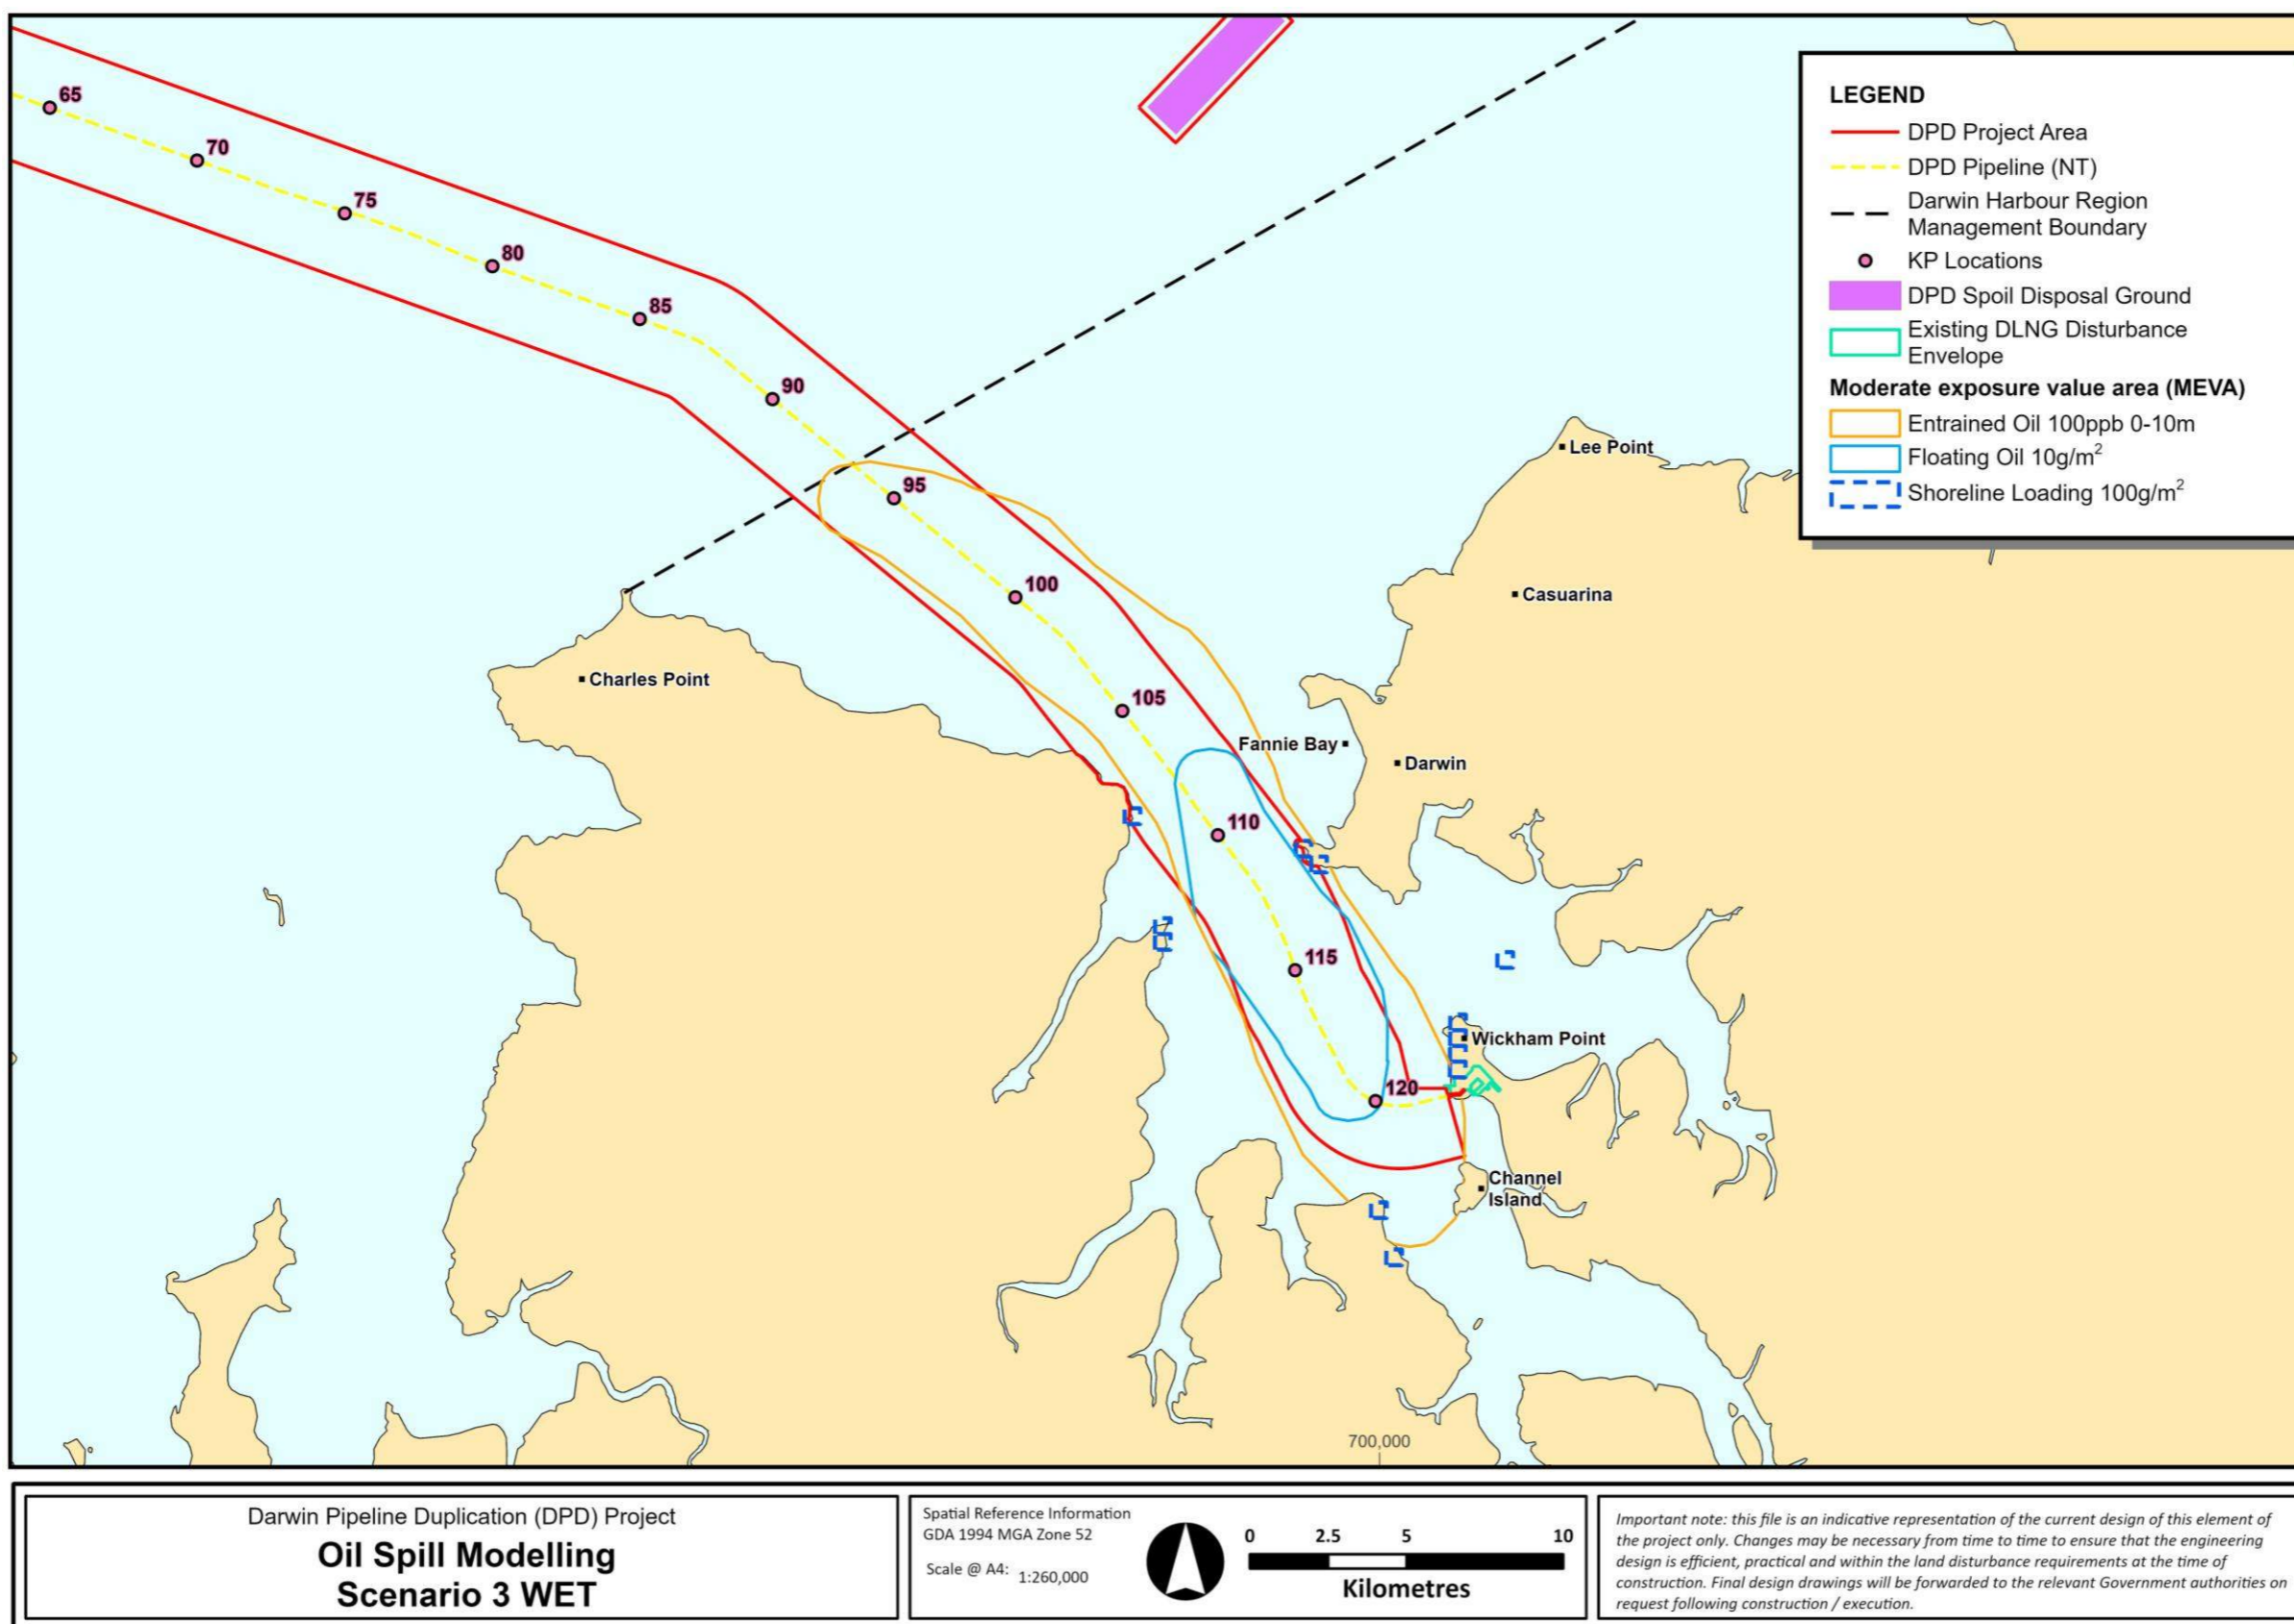 65
70
75
80
85
90
95
100
105
110
115
120
LEGEND
DPD Project Area
DPD Pipeline (NT)
Darwin Harbour Region
Management Boundary
KP Locations
DPD Spoil Disposal Ground
Existing DLNG Disturbance
Envelope
Moderate exposure value area (MEVA)
Entrained Oil 100ppb 0-10m
Floating Oil 10g/m²
Shoreline Loading 100g/m²
Lee Point
Casuarina
Charles Point
Fannie Bay
Darwin
Wickham Point
Channel
Island
700,000
Darwin Pipeline Duplication (DPD) Project
Oil Spill Modelling
Scenario 3 WET
Spatial Reference Information
GDA 1994 MGA Zone 52
Scale @ A4: 1:260,000
0 2.5 5 10
Kilometres
Important note: this file is an indicative representation of the current design of this element of
the project only. Changes may be necessary from time to time to ensure that the engineering
design is efficient, practical and within the land disturbance requirements at the time of
construction. Final design drawings will be forwarded to the relevant Government authorities on
request following construction / execution.